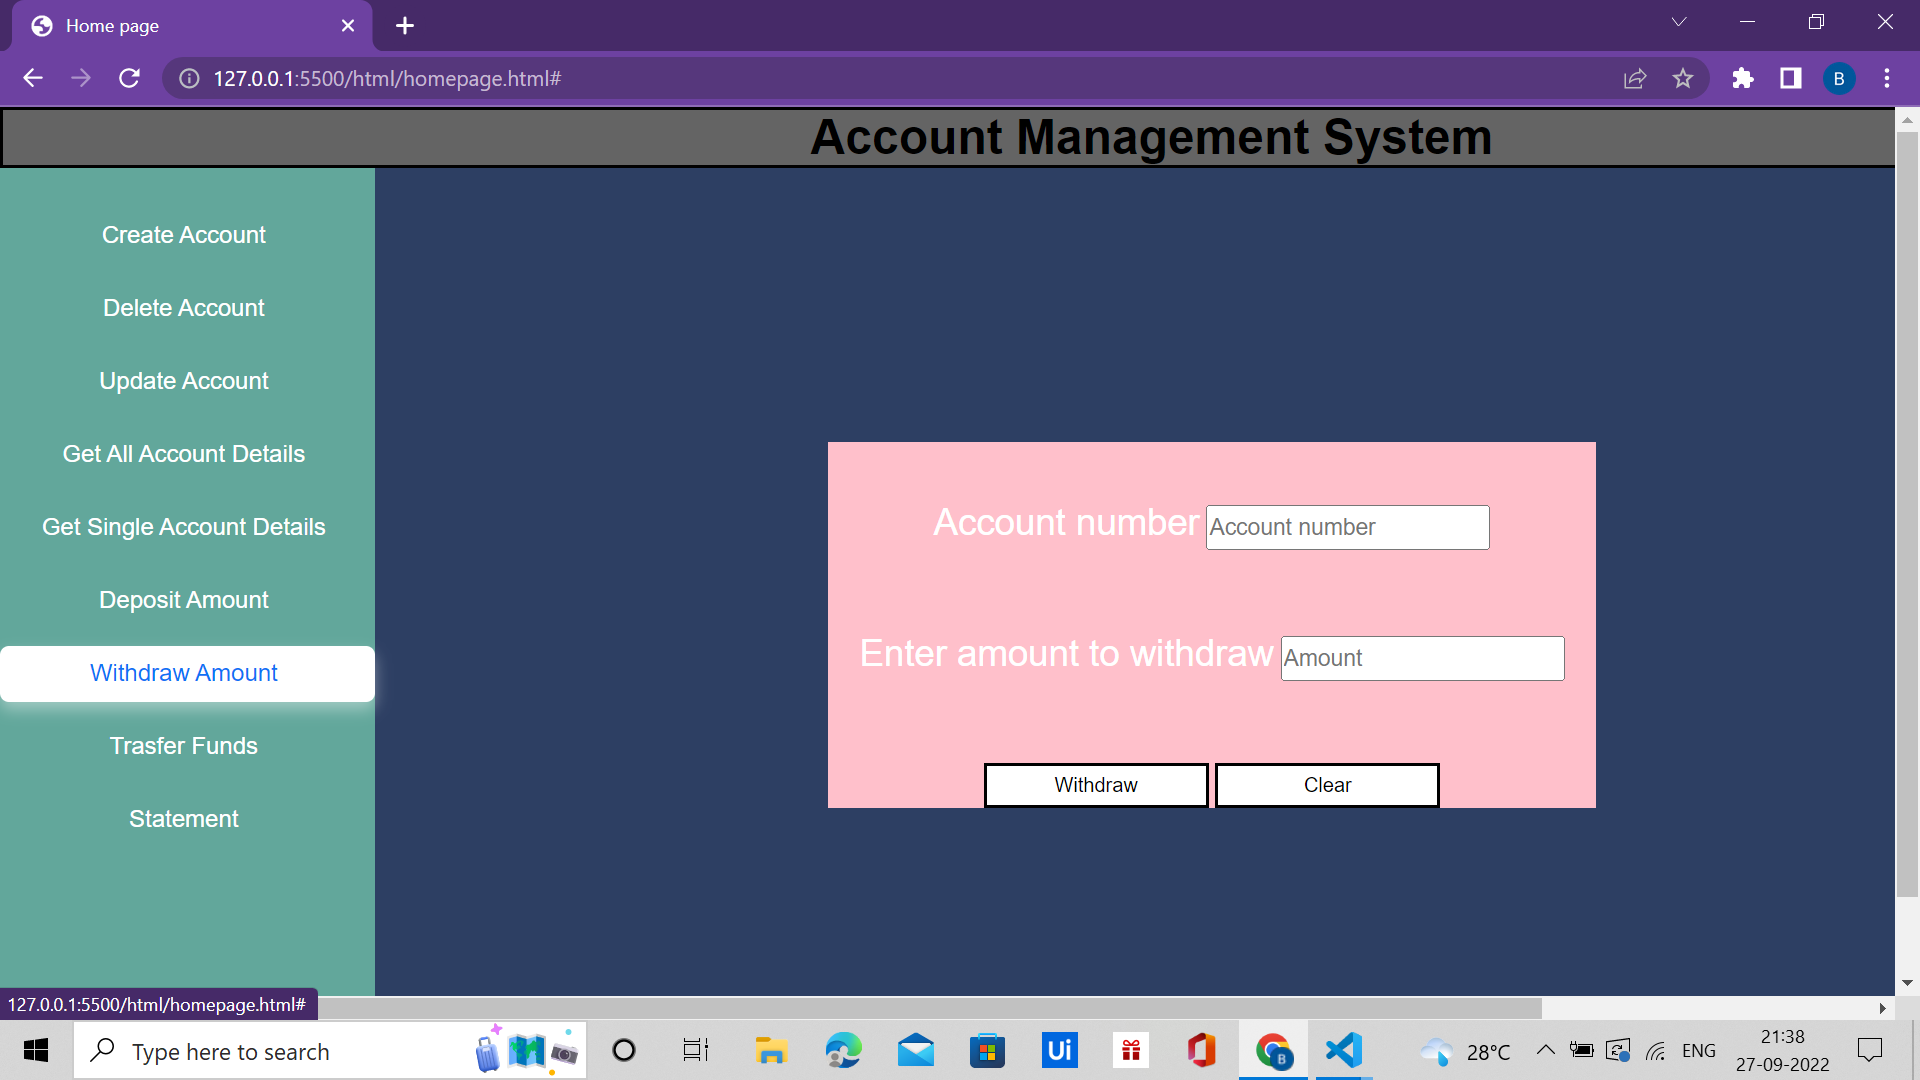 Home page
127.0.0.1:5500/html/homepage.html#
B
Account Management System
Create Account
Delete Account
Update Account
Get All Account Details
Get Single Account Details
Deposit Amount
Withdraw Amount
Trasfer Funds
Statement
Account number Account number
Enter amount to withdraw Amount
Withdraw Clear
127.0.0.1:5500/html/homepage.html#
Type here to search
Ui
B
28°C
ENG
21:38
27-09-2022